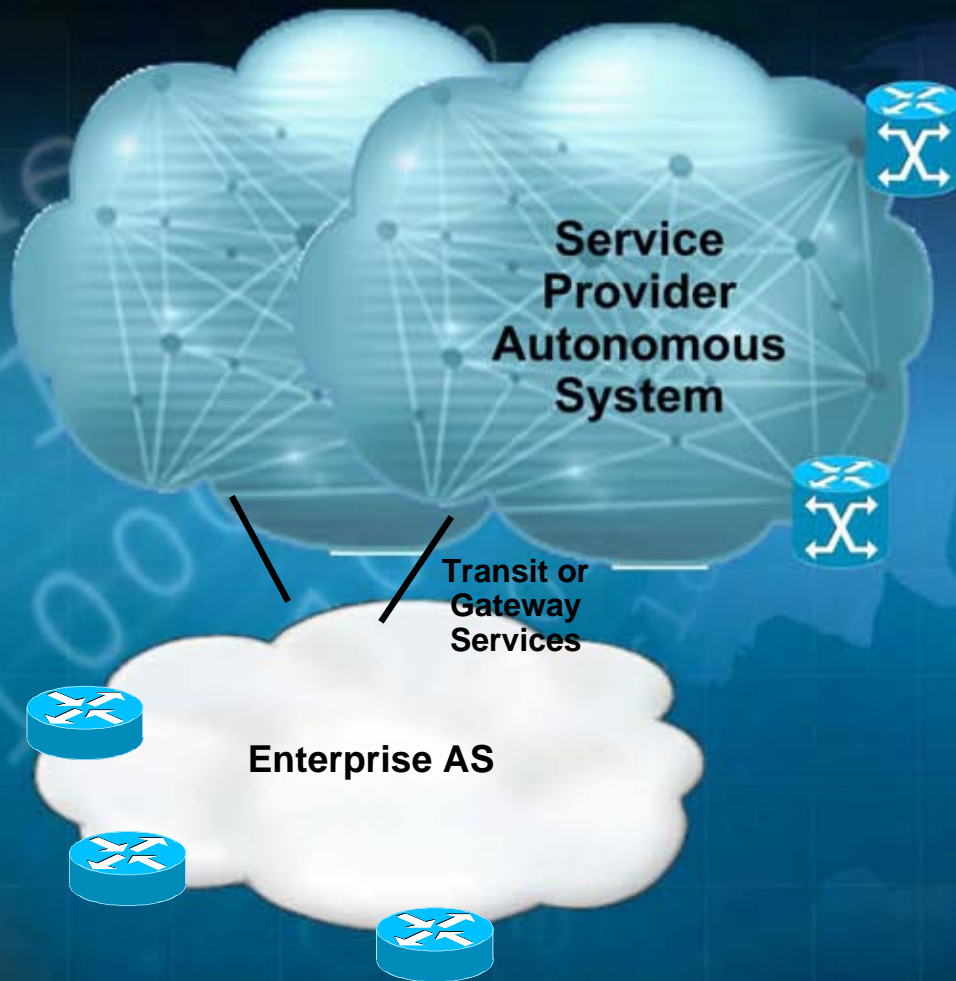 Service
Provider
Autonomous
System
Transit or
Gateway
Services
Enterprise AS